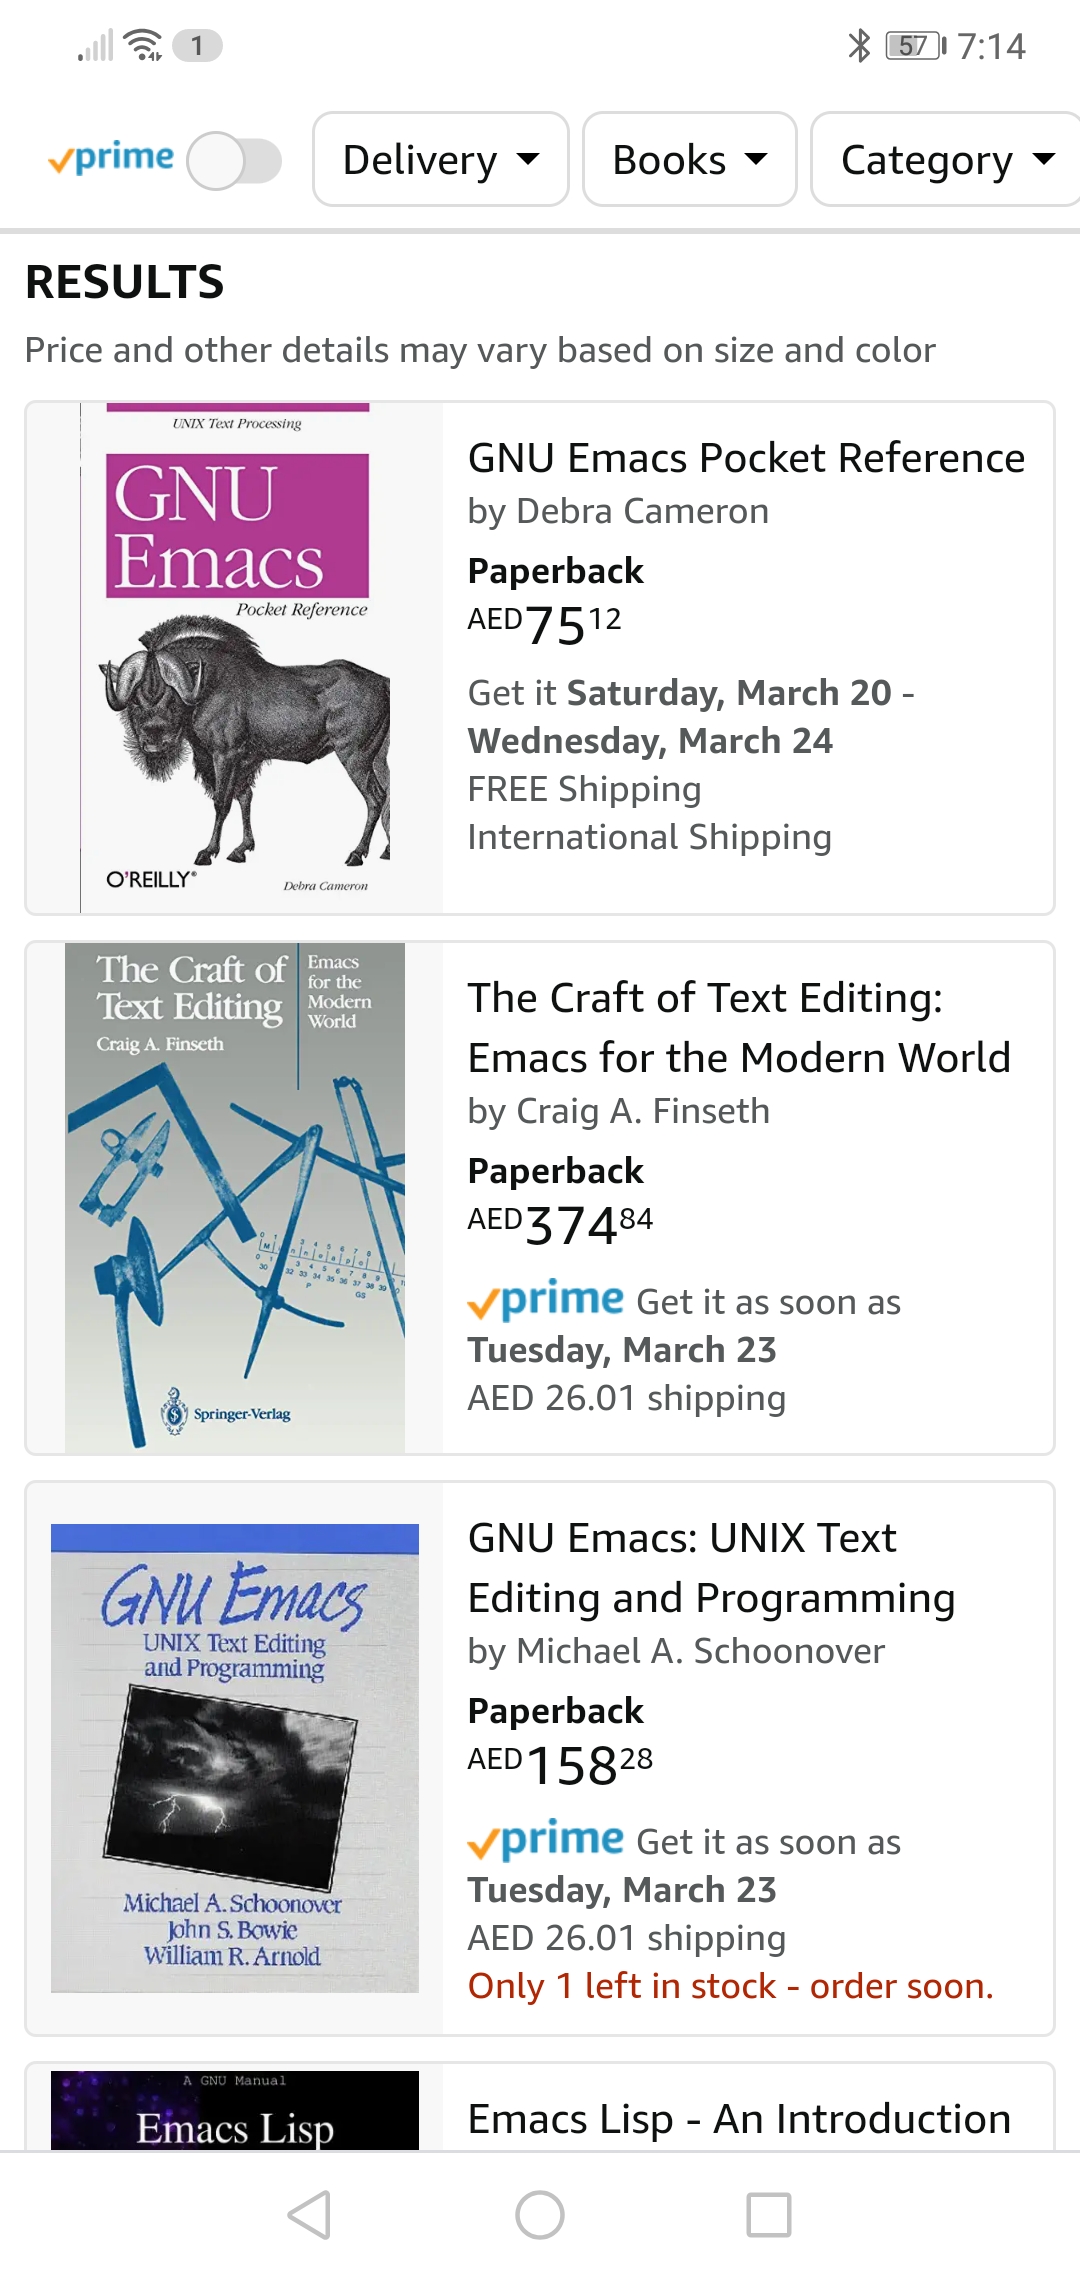 1
57 7:14
prime Delivery Books Category
RESULTS
Price and other details may vary based on size and color
UNIX Text Processing
GNU
Emacs
Pocket Reference
O'REILLY®
Debra Cameron
GNU Emacs Pocket Reference
by Debra Cameron
Paperback
AED 75 12
Get it Saturday, March 20 -
Wednesday, March 24
FREE Shipping
International Shipping
The Craft of
Text Editing
Emacs
for the
Modern
World
Craig A. Finseth
Springer-Verlag
The Craft of Text Editing:
Emacs for the Modern World
by Craig A. Finseth
Paperback
AED 374 84
prime Get it as soon as
Tuesday, March 23
AED 26.01 shipping
GNU Emacs
UNIX Text Editing
and Programming
Michael A. Schoonover
John S. Bowie
William R. Arnold
GNU Emacs: UNIX Text
Editing and Programming
by Michael A. Schoonover
Paperback
AED 158 28
prime Get it as soon as
Tuesday, March 23
AED 26.01 shipping
Only 1 left in stock - order soon.
A GNU Manual
Emacs Lisp
Emacs Lisp - An Introduction